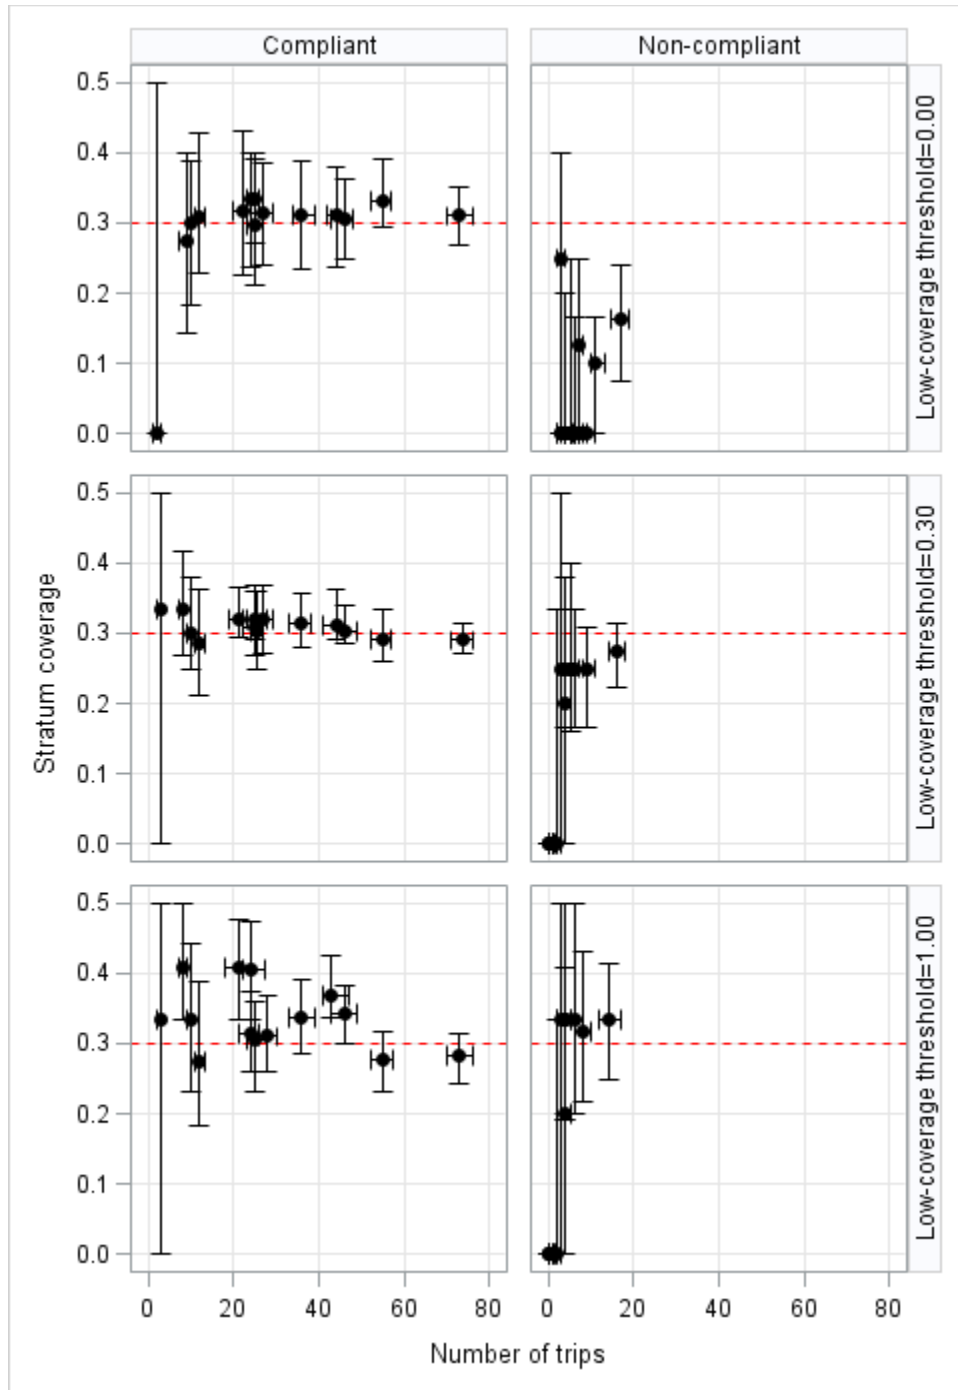 Compliant Non-compliant
0.5
0.4
0.3
0.2
0.1
0.0
Low-coverage threshold=0.00
0.5
0.4
0.3
0.2
0.1
0.0
Low-coverage threshold=0.30
Stratum coverage
0.5
0.4
0.3
0.2
0.1
0.0
Low-coverage threshold=1.00
0 20 40 60 80 0 20 40 60 80
Number of trips